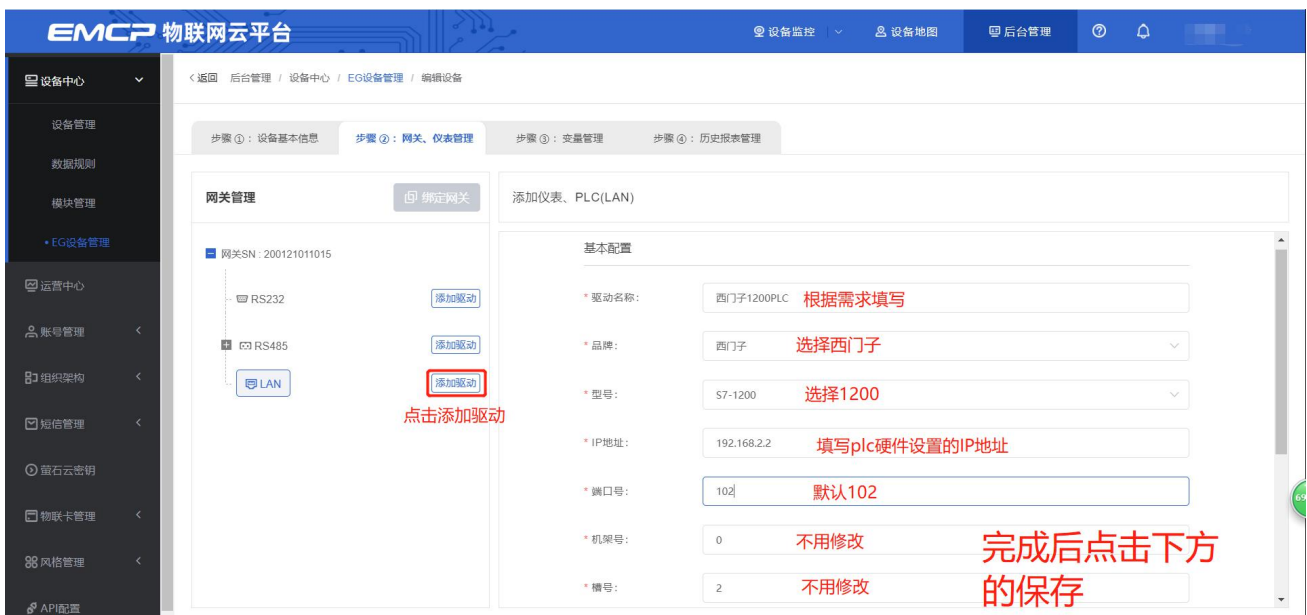 EMCP 物联网云平台
设备监控
设备地图
后台管理
设备中心
设备管理
数据规则
模块管理
•EG设备管理
运营中心
账号管理
组织架构
短信管理
萤石云密钥
物联卡管理
风格管理
API配置
<返回 后台管理 / 设备中心 / EG设备管理 / 编辑设备
步骤①：设备基本信息
步骤②：网关、仪表管理
步骤③：变量管理
步骤④：历史报表管理
网关管理
绑定网关
网关SN : 200121011015
RS232 添加驱动
RS485 添加驱动
LAN 添加驱动
点击添加驱动
添加仪表、PLC(LAN)
基本配置
* 驱动名称: 西门子1200PLC 根据需求填写
* 品牌: 西门子 选择西门子
* 型号: S7-1200 选择1200
* IP地址: 192.168.2.2 填写plc硬件设置的IP地址
* 端口号: 102 默认102
* 机架号: 0 不用修改
* 槽号: 2 不用修改
完成后点击下方
的保存
69